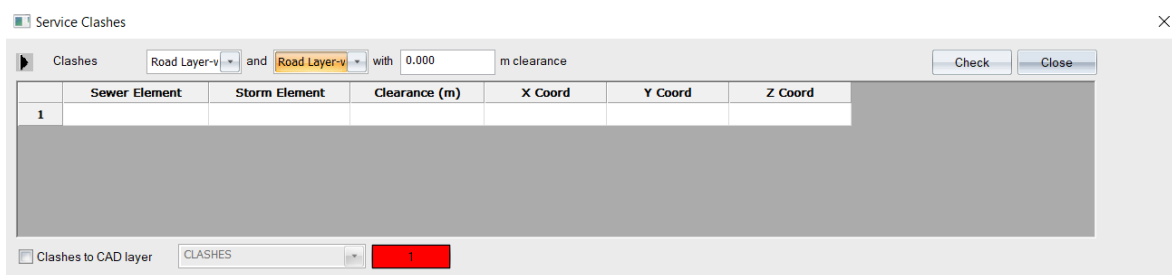 Service Clashes
Clashes Road Layer-v and Road Layer-v with 0.000 m clearance Check Close
Sewer Element Storm Element Clearance (m) X Coord Y Coord Z Coord
1
Clashes to CAD layer CLASHES 1